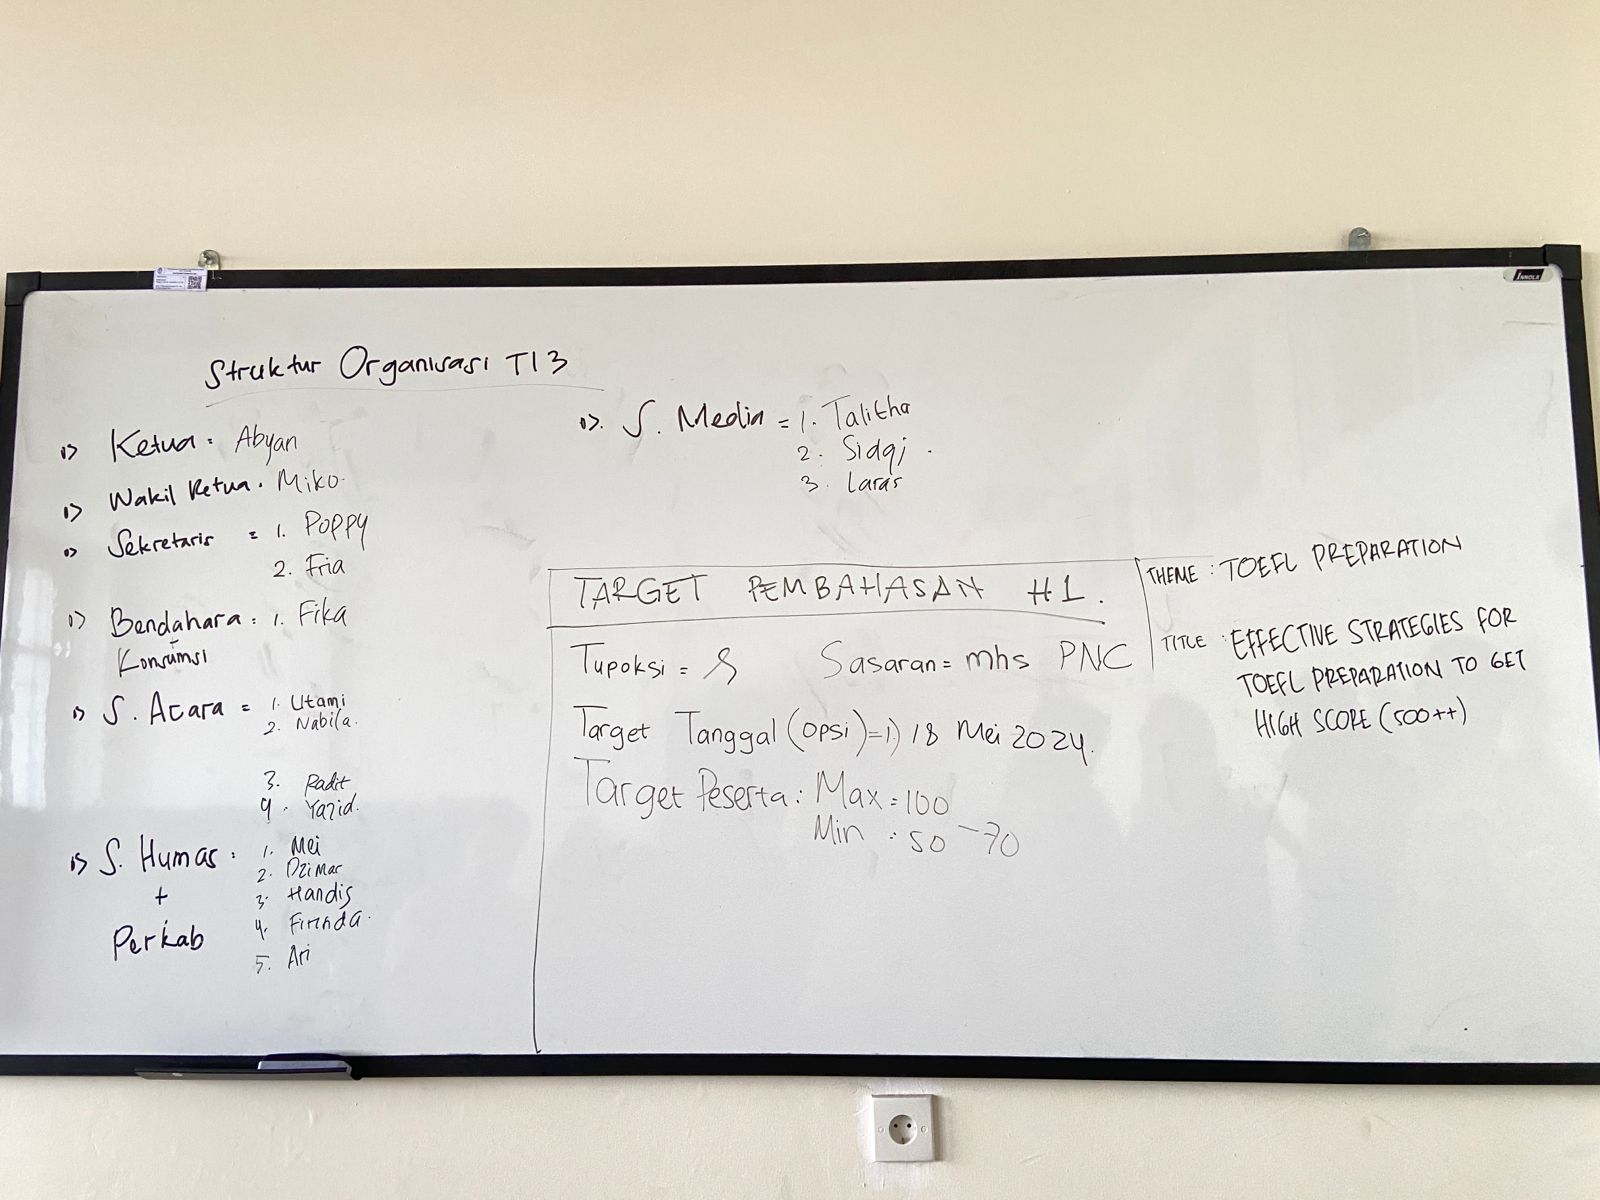 Struktur Organisasi TI 3
1) Ketua : Abyan
1) Wakil Ketua . Miko.
1) Sekretaris = 1. Poppy
2. Fria
1) Bendahara : 1. Fika
+
Konsumsi
1) S. Acara = 1. Utami
2. Nabila.
3. Radit
4. Yazid.
1) S. Humas : 1. Mei
+
Perkab
2. Dzimar
3. Handis
4. Firinda.
5. Ari
1). S. Media = 1. Talitha
2. Sidqi .
3. Laras
TARGET PEMBAHASAN H1.
Tupoksi = Sasaran = mhs PNC
Target Tanggal (opsi) = 1) 18 Mei 2024.
Target Peserta : Max = 100
Min : 50 - 70
THEME : TOEFL PREPARATION
TITLE : EFFECTIVE STRATEGIES FOR
TOEFL PREPARATION TO GET
HIGH SCORE (500++)